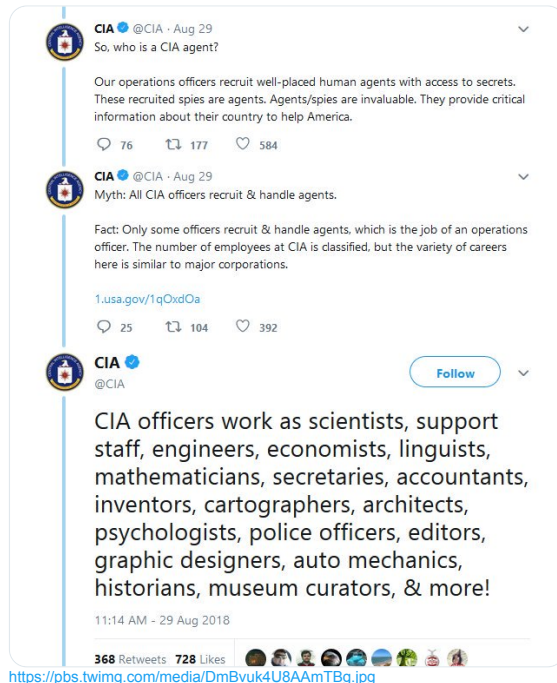 CIA @CIA · Aug 29
So, who is a CIA agent?
Our operations officers recruit well-placed human agents with access to secrets.
These recruited spies are agents. Agents/spies are invaluable. They provide critical
information about their country to help America.
76 177 584
CIA @CIA · Aug 29
Myth: All CIA officers recruit & handle agents.
Fact: Only some officers recruit & handle agents, which is the job of an operations
officer. The number of employees at CIA is classified, but the variety of careers
here is similar to major corporations.
1.usa.gov/1qOxdOa
25 104 392
CIA
@CIA
Follow
CIA officers work as scientists, support
staff, engineers, economists, linguists,
mathematicians, secretaries, accountants,
inventors, cartographers, architects,
psychologists, police officers, editors,
graphic designers, auto mechanics,
historians, museum curators, & more!
11:14 AM - 29 Aug 2018
368 Retweets 728 Likes
https://pbs.twimg.com/media/DmBvuk4U8AAmTBq.jpg